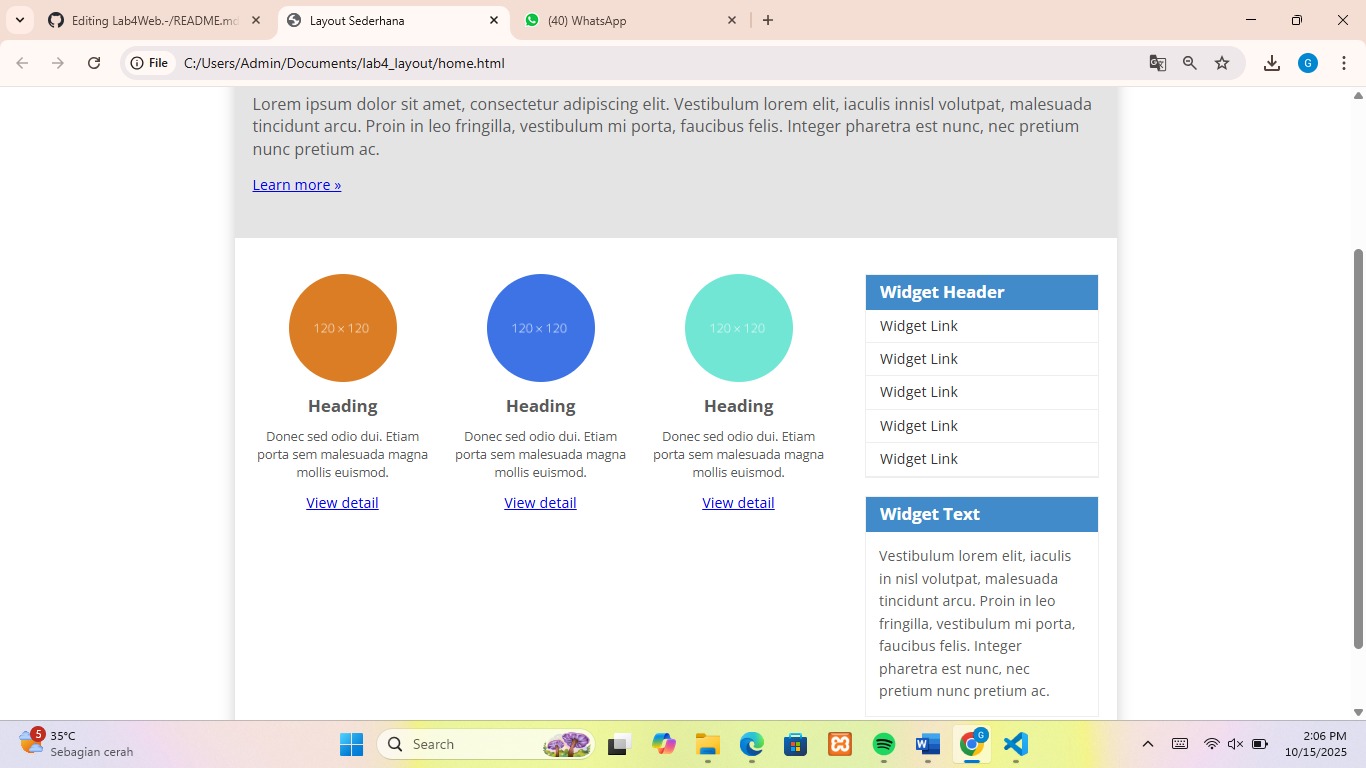 Editing Lab4Web.-/README.md
Layout Sederhana
(40) WhatsApp
File
C:/Users/Admin/Documents/lab4_layout/home.html
G
Lorem ipsum dolor sit amet, consectetur adipiscing elit. Vestibulum lorem elit, iaculis innisl volutpat, malesuada
tincidunt arcu. Proin in leo fringilla, vestibulum mi porta, faucibus felis. Integer pharetra est nunc, nec pretium
nunc pretium ac.
Learn more »
120 × 120
120 × 120
120 × 120
Heading
Heading
Heading
Donec sed odio dui. Etiam
porta sem malesuada magna
mollis euismod.
Donec sed odio dui. Etiam
porta sem malesuada magna
mollis euismod.
Donec sed odio dui. Etiam
porta sem malesuada magna
mollis euismod.
View detail
View detail
View detail
Widget Header
Widget Link
Widget Link
Widget Link
Widget Link
Widget Link
Widget Text
Vestibulum lorem elit, iaculis
in nisl volutpat, malesuada
tincidunt arcu. Proin in leo
fringilla, vestibulum mi porta,
faucibus felis. Integer
pharetra est nunc, nec
pretium nunc pretium ac.
5
35°C
Sebagian cerah
Search
2:06 PM
10/15/2025